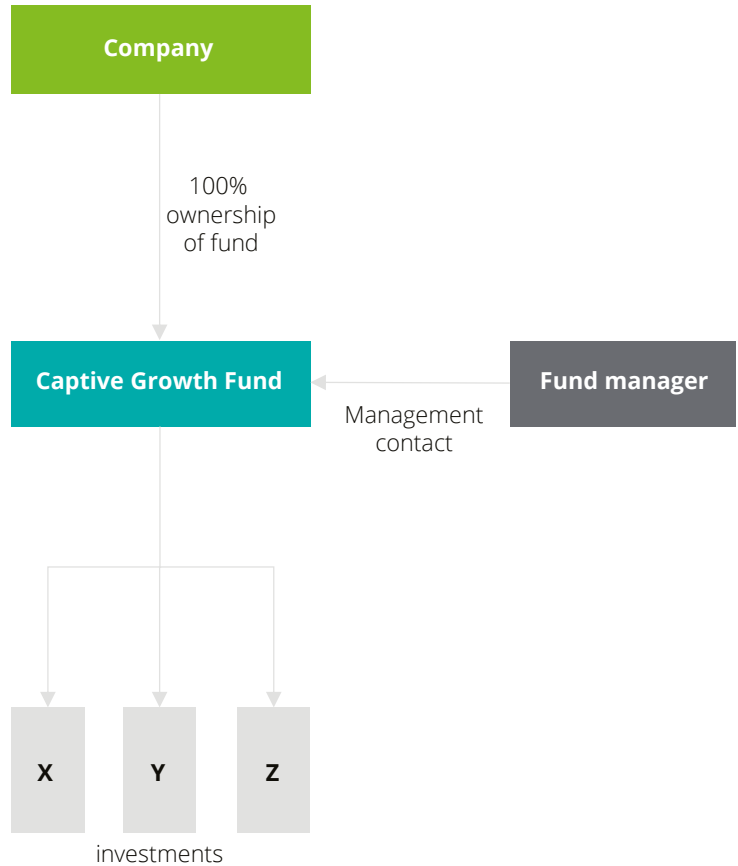 Company
100%
ownership
of fund
Captive Growth Fund
Fund manager
Management
contact
X
Y
Z
investments